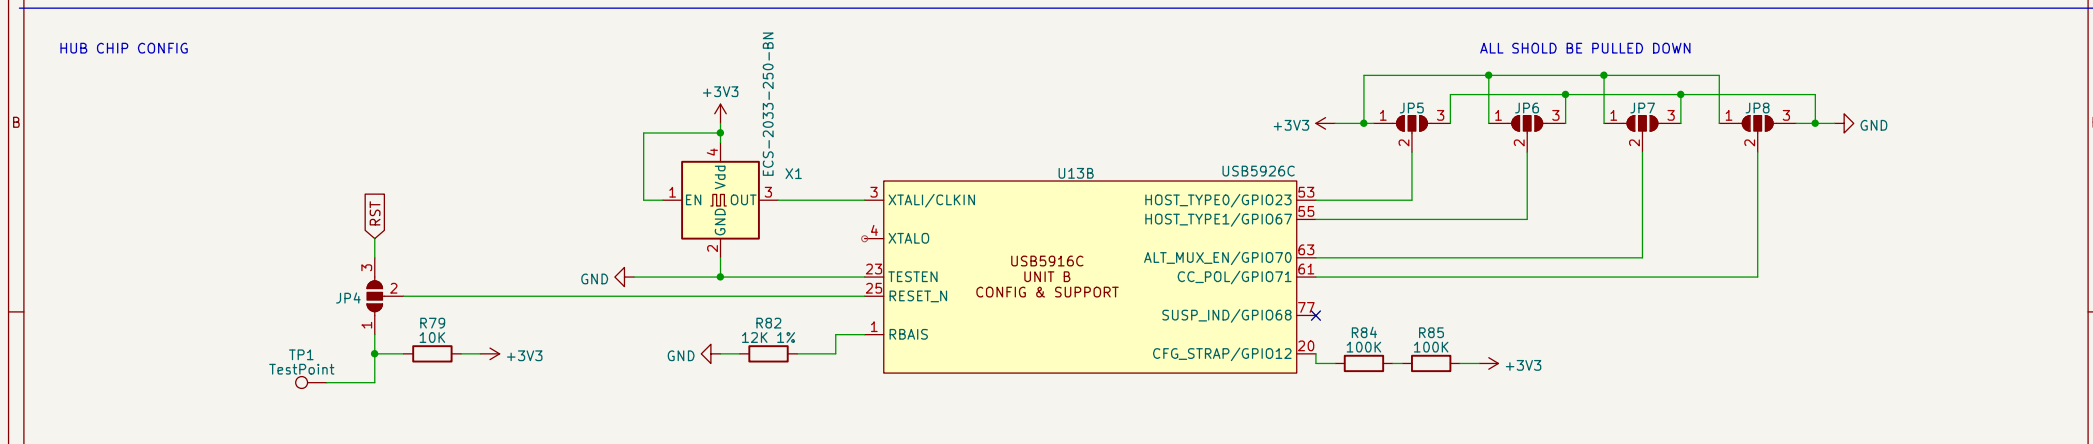 HUB CHIP CONFIG
ALL SHOLD BE PULLED DOWN
ECS-2033-250-BN
+3V3
4
Vdd
X1
1
EN
OUT
3
GND
2
GND
B
RST
3
JP4
2
1
R79
10K
+3V3
TP1
TestPoint
R82
12K 1%
GND
U13B
USB5926C
3
XTALI/CLKIN
4
XTALO
23
TESTEN
25
RESET_N
1
RBAIS
USB5916C
UNIT B
CONFIG & SUPPORT
HOST_TYPE0/GPIO23
53
HOST_TYPE1/GPIO67
55
ALT_MUX_EN/GPIO70
63
CC_POL/GPIO71
61
SUSP_IND/GPIO68
77
CFG_STRAP/GPIO12
20
+3V3
JP5
1
3
2
JP6
1
3
2
JP7
1
3
2
JP8
1
3
2
GND
R84
100K
R85
100K
+3V3